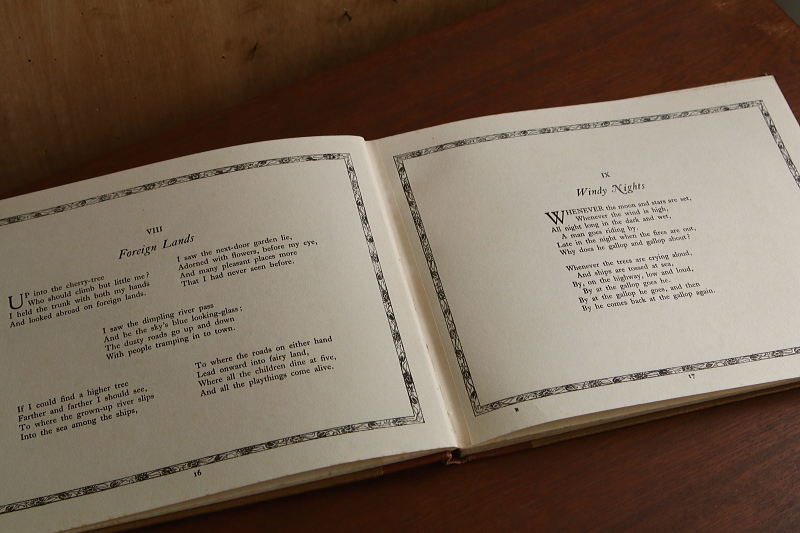 VIII
Foreign Lands
UP into the cherry-tree
Who should climb but little me?
I held the trunk with both my hands
And looked abroad on foreign lands.
I saw the next-door garden lie,
Adorned with flowers, before my eye,
And many pleasant places more
That I had never seen before.
I saw the dimpling river pass
And be the sky's blue looking-glass;
The dusty roads go up and down
With people tramping in to town.
If I could find a higher tree
Farther and farther I should see,
To where the grown-up river slips
Into the sea among the ships,
To where the roads on either hand
Lead onward into fairy land,
Where all the children dine at five,
And all the playthings come alive.
16
IX
Windy Nights
WHENEVER the moon and stars are set,
Whenever the wind is high,
All night long in the dark and wet,
A man goes riding by.
Late in the night when the fires are out,
Why does he gallop and gallop about?
Whenever the trees are crying aloud,
And ships are tossed at sea,
By, on the highway, low and loud,
By at the gallop goes he.
By at the gallop he goes, and then
By he comes back at the gallop again.
17